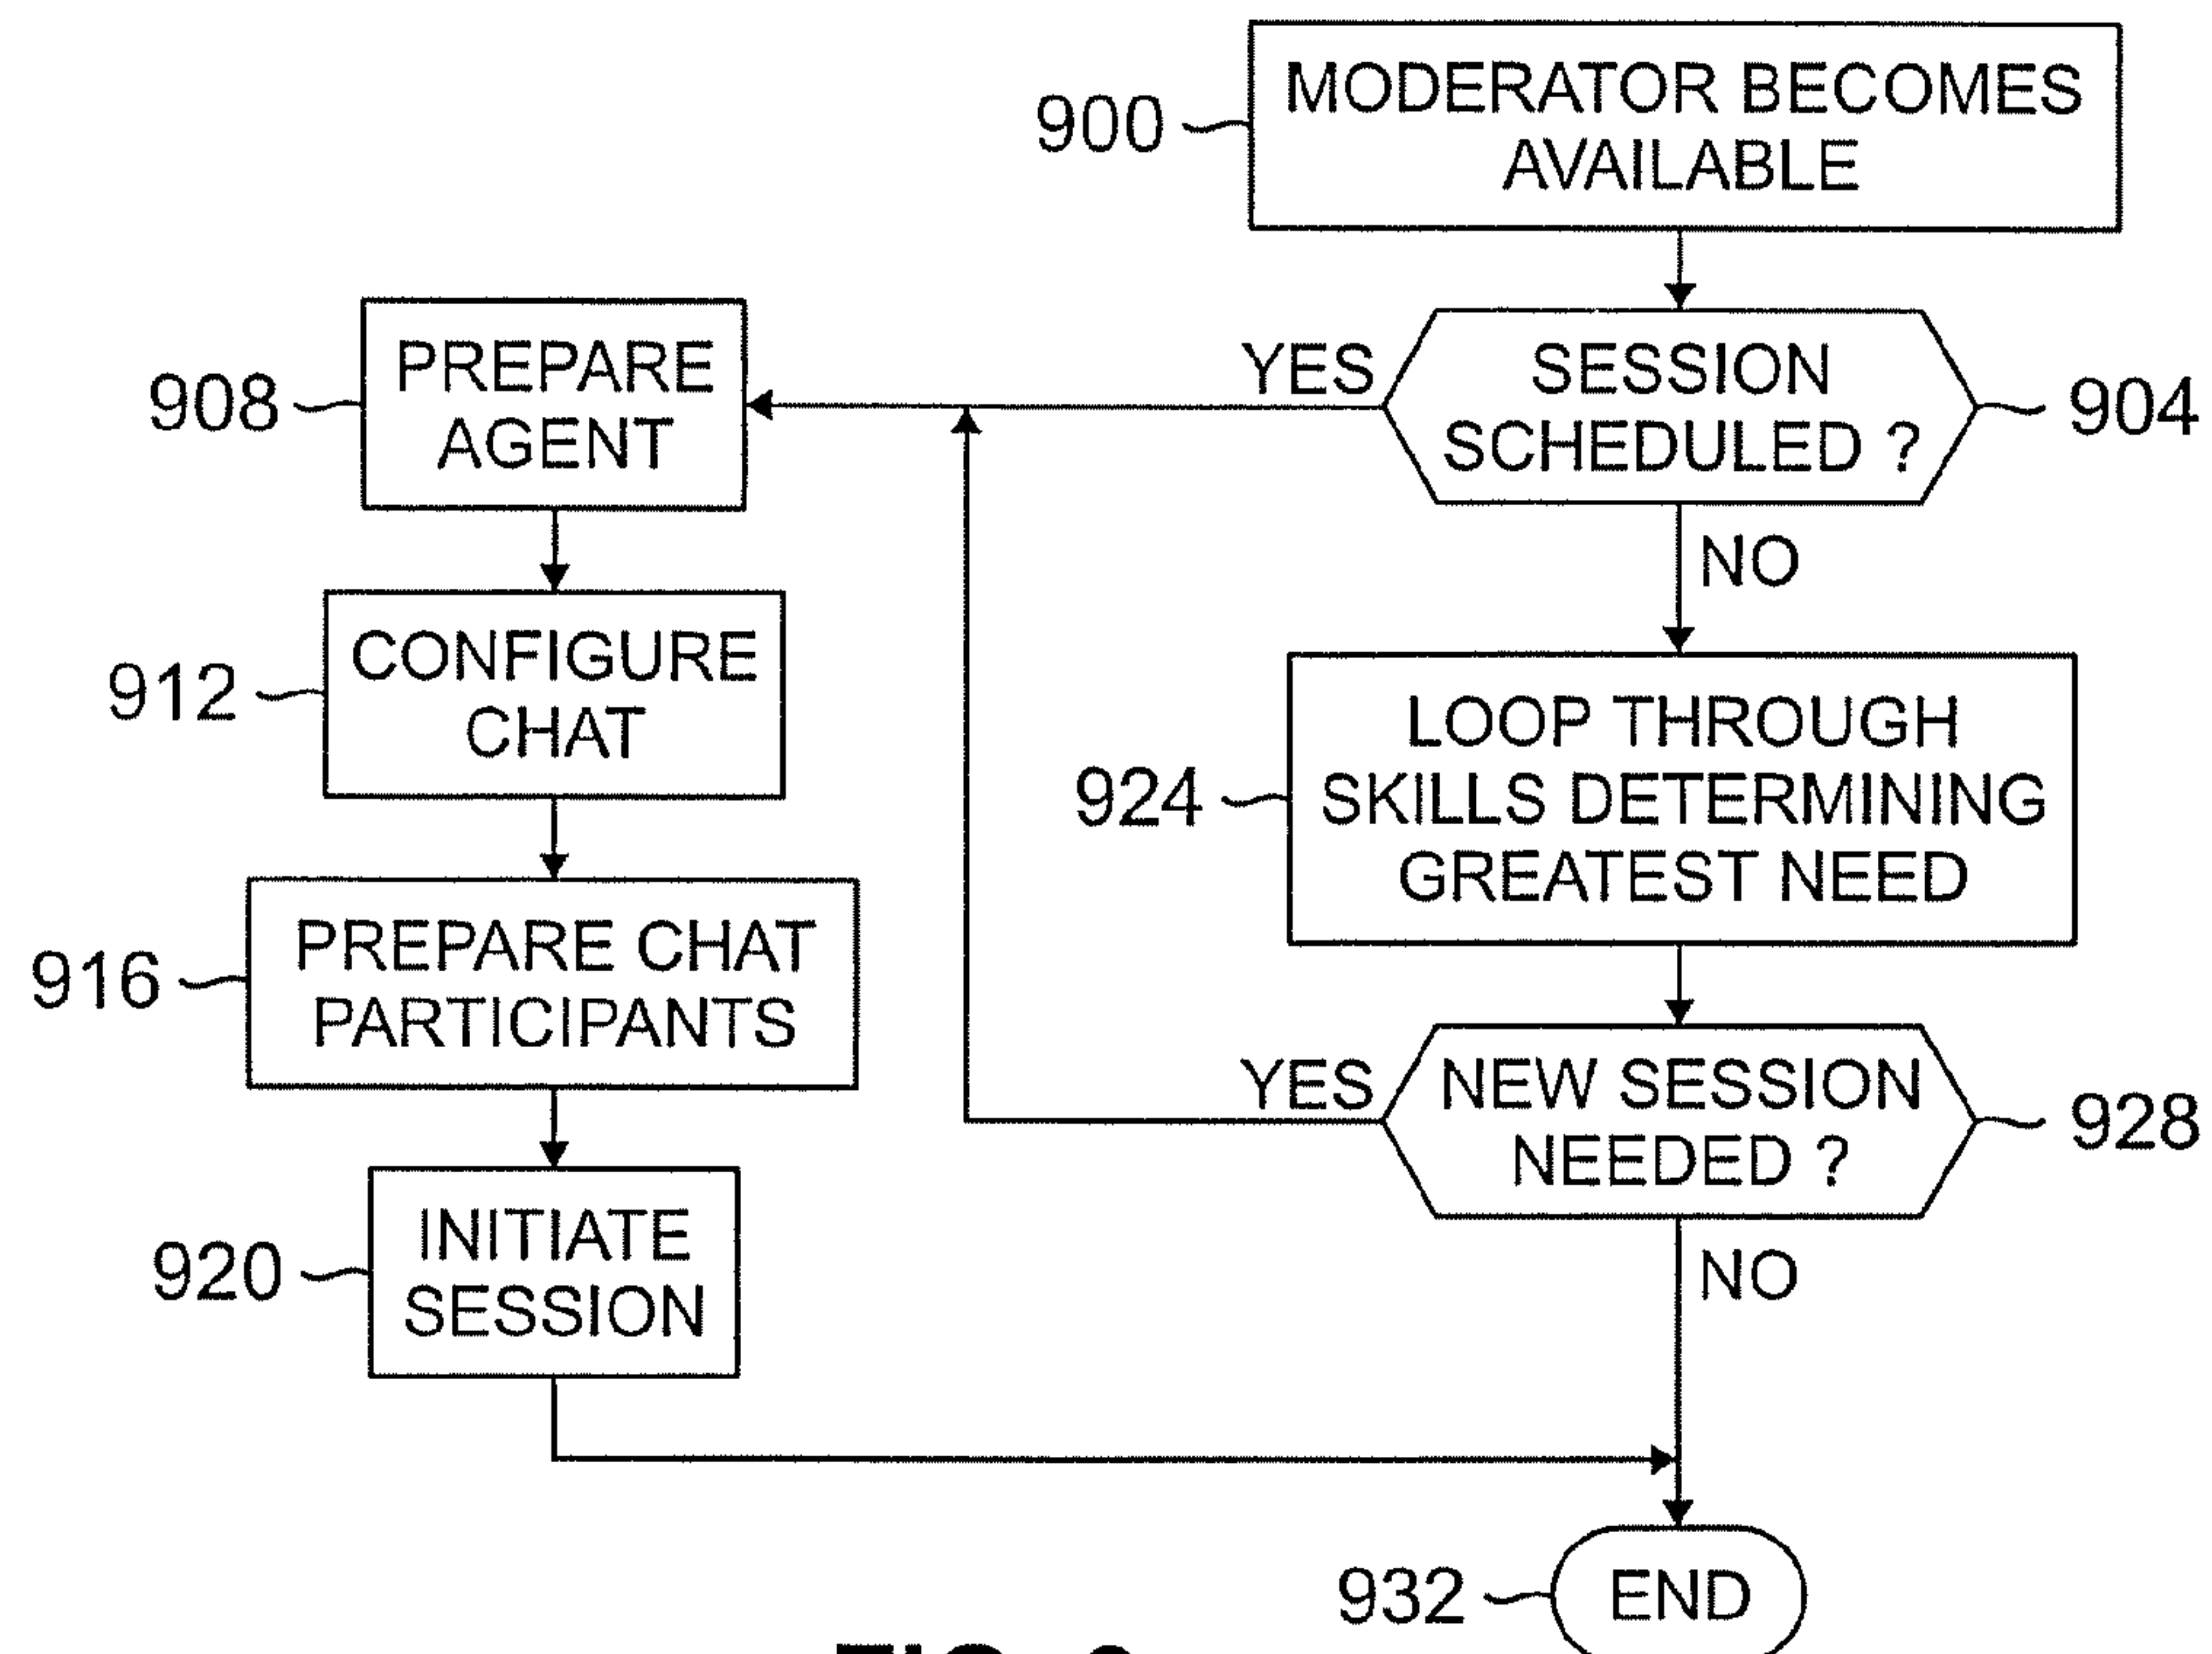 MODERATOR BECOMES
AVAILABLE
900
SESSION
SCHEDULED ?
904
YES
NO
PREPARE
AGENT
908
CONFIGURE
CHAT
912
PREPARE CHAT
PARTICIPANTS
916
INITIATE
SESSION
920
LOOP THROUGH
SKILLS DETERMINING
GREATEST NEED
924
NEW SESSION
NEEDED ?
928
YES
NO
END
932